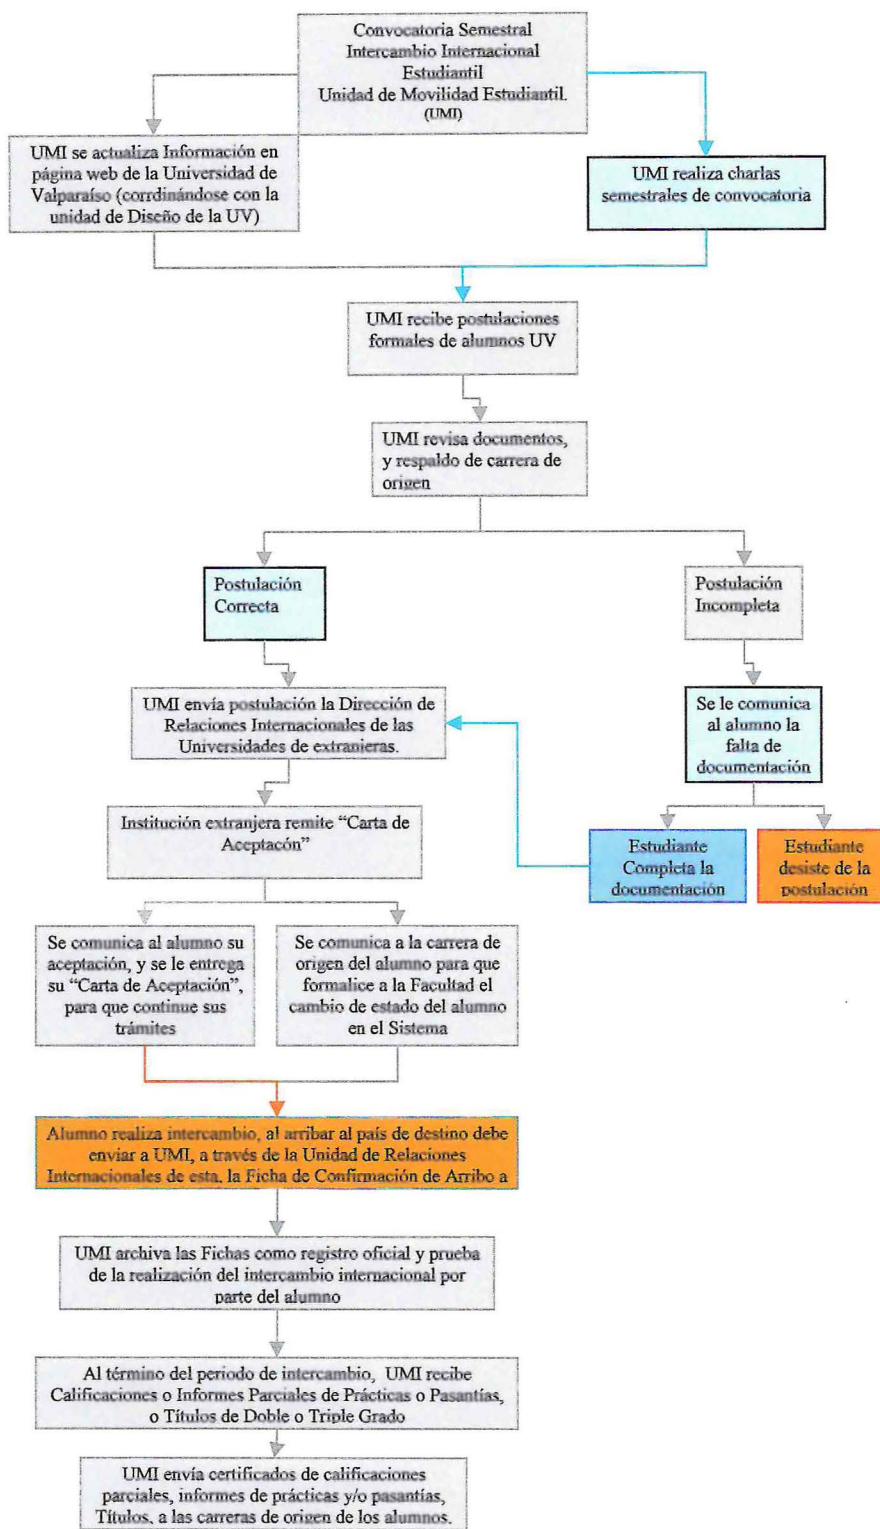 Convocatoria Semestral
Intercambio Internacional
Estudiantil
Unidad de Movilidad Estudiantil.
(UMI)
UMI se actualiza Información en
página web de la Universidad de
Valparaíso (corrdinándose con la
unidad de Diseño de la UV)
UMI realiza charlas
semestrales de convocatoria
UMI recibe postulaciones
formales de alumnos UV
UMI revisa documentos,
y respaldo de carrera de
origen
Postulación
Correcta
Postulación
Incompleta
UMI envía postulación la Dirección de
Relaciones Internacionales de las
Universidades de extranieras.
Se le comunica
al alumno la
falta de
documentación
Institución extranjera remite “Carta de
Aceptacón”
Estudiante
Completa la
documentación
Estudiante
desiste de la
postulación
Se comunica al alumno su
aceptación, y se le entrega
su “Carta de Aceptación”,
para que continue sus
trámites
Se comunica a la carrera de
origen del alumno para que
formalice a la Facultad el
cambio de estado del alumno
en el Sistema
Alumno realiza intercambio, al arribar al país de destino debe
enviar a UMI, a través de la Unidad de Relaciones
Internacionales de esta, la Ficha de Confirmación de Arribo a
UMI archiva las Fichas como registro oficial y prueba
de la realización del intercambio internacional por
parte del alumno
Al término del periodo de intercambio, UMI recibe
Calificaciones o Informes Parciales de Prácticas o Pasantías,
o Títulos de Doble o Triple Grado
UMI envía certificados de calificaciones
parciales, informes de prácticas y/o pasantías,
Títulos, a las carreras de origen de los alumnos.